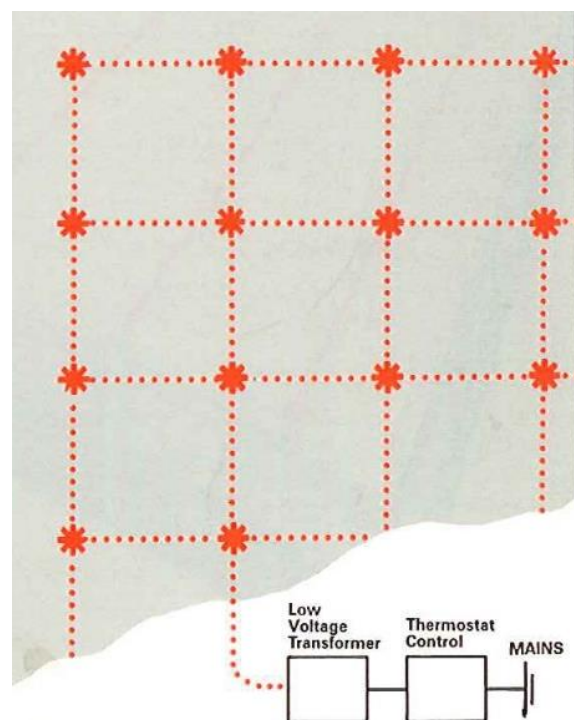 Low
Voltage
Transformer
Thermostat
Control
MAINS